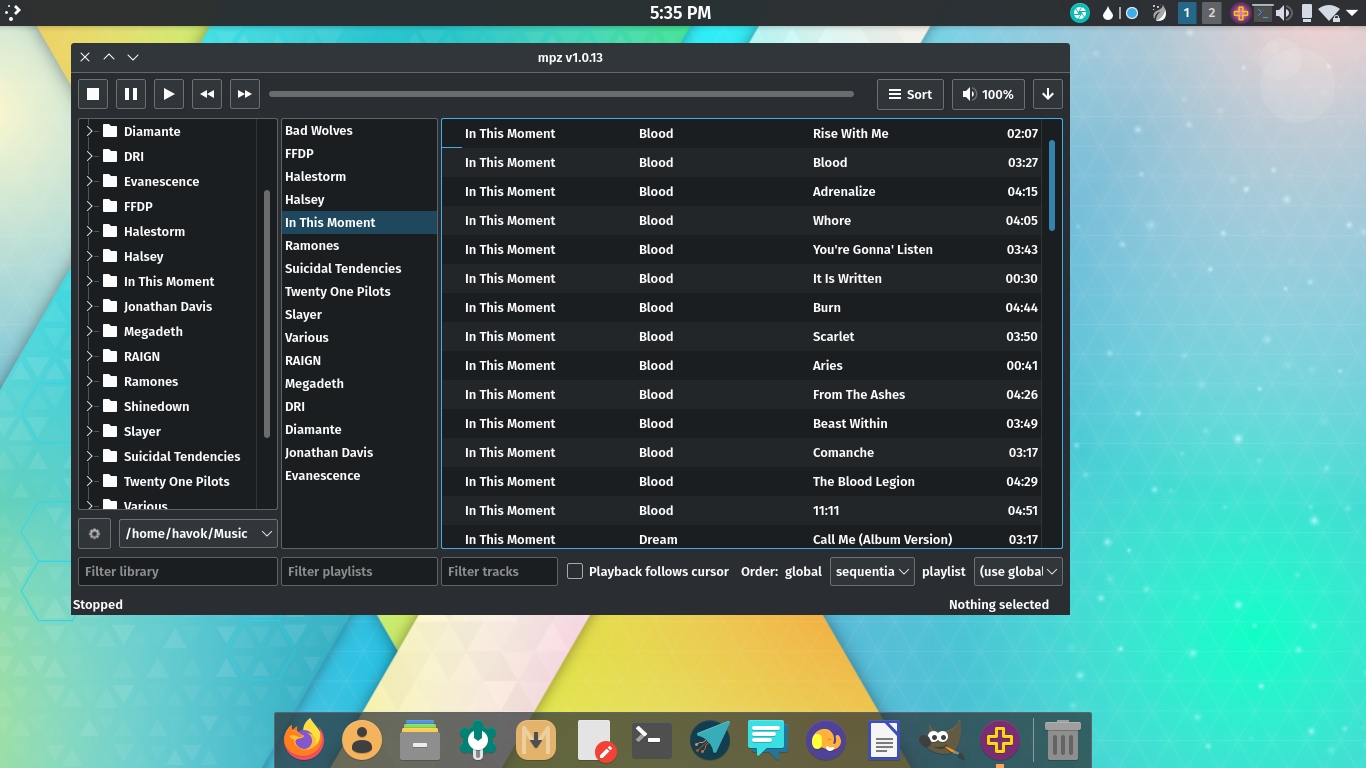 5:35 PM
1 2
mpz v1.0.13
Sort 100%
Diamante
DRI
Evanescence
FFDP
Halestorm
Halsey
In This Moment
Jonathan Davis
Megadeth
RAIGN
Ramones
Shinedown
Slayer
Suicidal Tendencies
Twenty One Pilots
Various
/home/havok/Music
Filter library
Bad Wolves
FFDP
Halestorm
Halsey
In This Moment
Ramones
Suicidal Tendencies
Twenty One Pilots
Slayer
Various
RAIGN
Megadeth
DRI
Diamante
Jonathan Davis
Evanescence
Filter playlists
In This Moment Blood Rise With Me 02:07
In This Moment Blood Blood 03:27
In This Moment Blood Adrenalize 04:15
In This Moment Blood Whore 04:05
In This Moment Blood You're Gonna' Listen 03:43
In This Moment Blood It Is Written 00:30
In This Moment Blood Burn 04:44
In This Moment Blood Scarlet 03:50
In This Moment Blood Aries 00:41
In This Moment Blood From The Ashes 04:26
In This Moment Blood Beast Within 03:49
In This Moment Blood Comanche 03:17
In This Moment Blood The Blood Legion 04:29
In This Moment Blood 11:11 04:51
In This Moment Dream Call Me (Album Version) 03:17
Filter tracks Playback follows cursor Order: global sequentia playlist (use global
Stopped Nothing selected